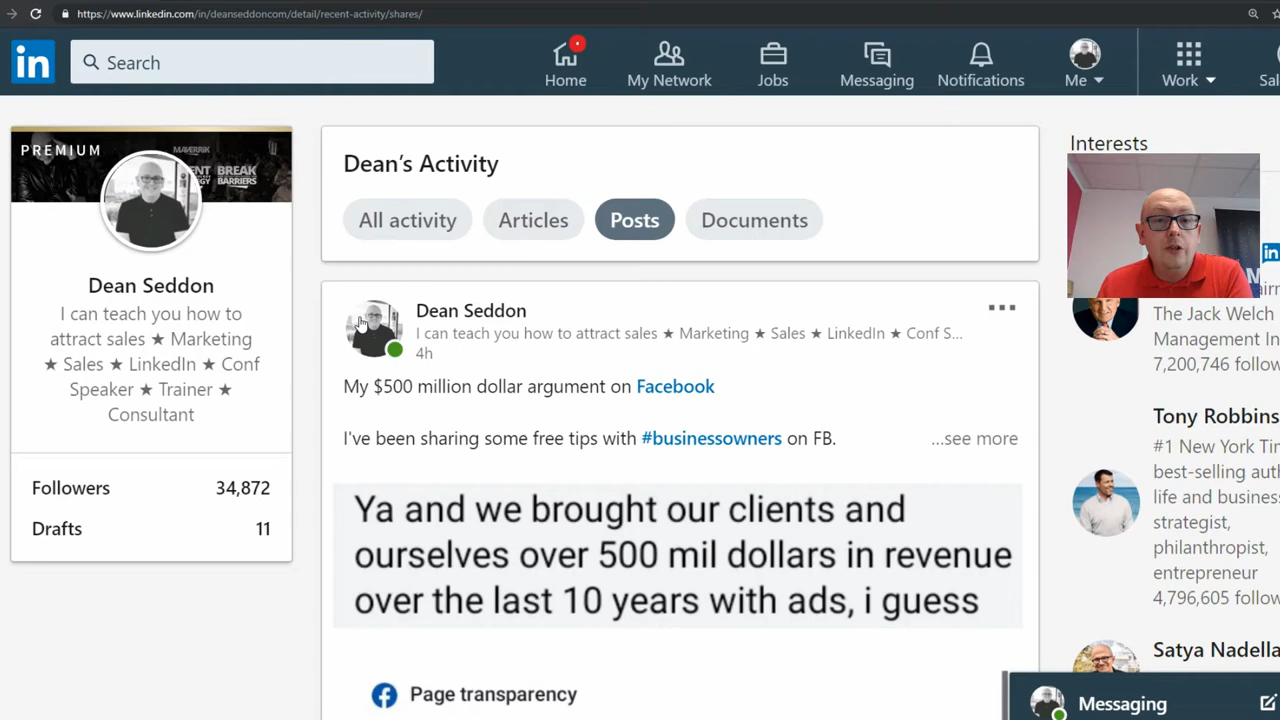 https://www.linkedin.com/in/deanseddoncom/detail/recent-activity/shares/
in
Search
Home
My Network
Jobs
Messaging
Notifications
Me
Work
PREMIUM
MAVERRIK
BREAK
BARRIERS
Dean Seddon
I can teach you how to
attract sales ★ Marketing
★ Sales ★ LinkedIn ★ Conf
Speaker ★ Trainer ★
Consultant
Followers 34,872
Drafts 11
Dean's Activity
All activity
Articles
Posts
Documents
Dean Seddon
I can teach you how to attract sales ★ Marketing ★ Sales ★ LinkedIn ★ Conf S...
4h
My $500 million dollar argument on Facebook
I've been sharing some free tips with #businessowners on FB.
...see more
Ya and we brought our clients and
ourselves over 500 mil dollars in revenue
over the last 10 years with ads, i guess
Page transparency
Interests
in
The Jack Welch
Management In
7,200,746 follow
Tony Robbins
#1 New York Tim
best-selling auth
life and business
strategist,
philanthropist,
entrepreneur
4,796,605 follow
Satya Nadella
Messaging